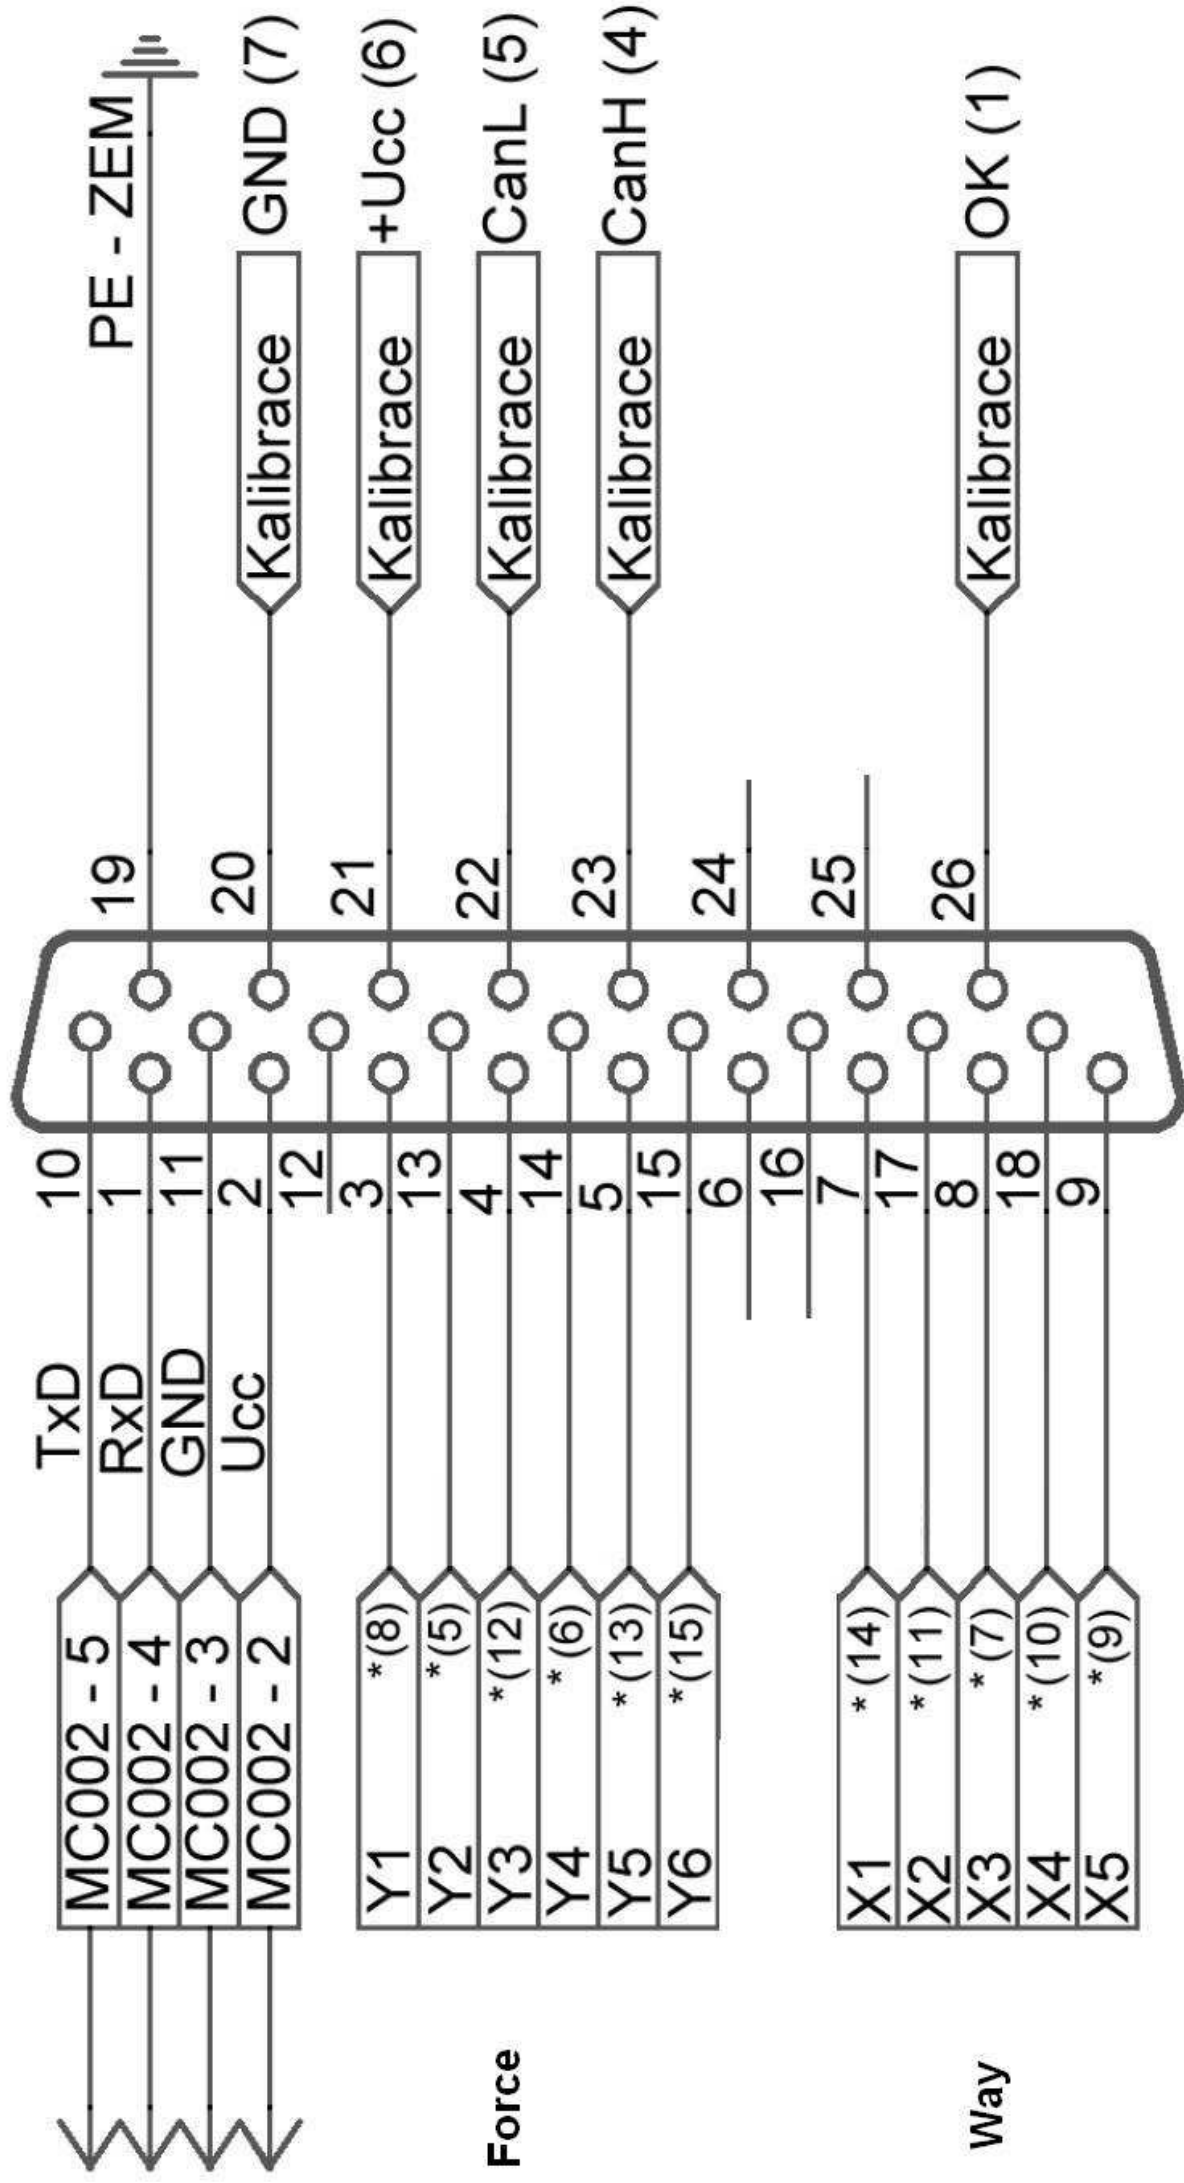 PE - ZEM
19
20
21
22
23
24
25
26
Kalibrace GND (7)
Kalibrace +Ucc (6)
Kalibrace CanL (5)
Kalibrace CanH (4)
Kalibrace OK (1)
10
1
11
2
12
3
13
4
14
5
15
6
16
7
17
8
18
9
TxD
RxD
GND
Ucc
MC002 - 5
MC002 - 4
MC002 - 3
MC002 - 2
Y1 *(8)
Y2 *(5)
Y3 *(12)
Y4 *(6)
Y5 *(13)
Y6 *(15)
X1 *(14)
X2 *(11)
X3 *(7)
X4 *(10)
X5 *(9)
Force
Way